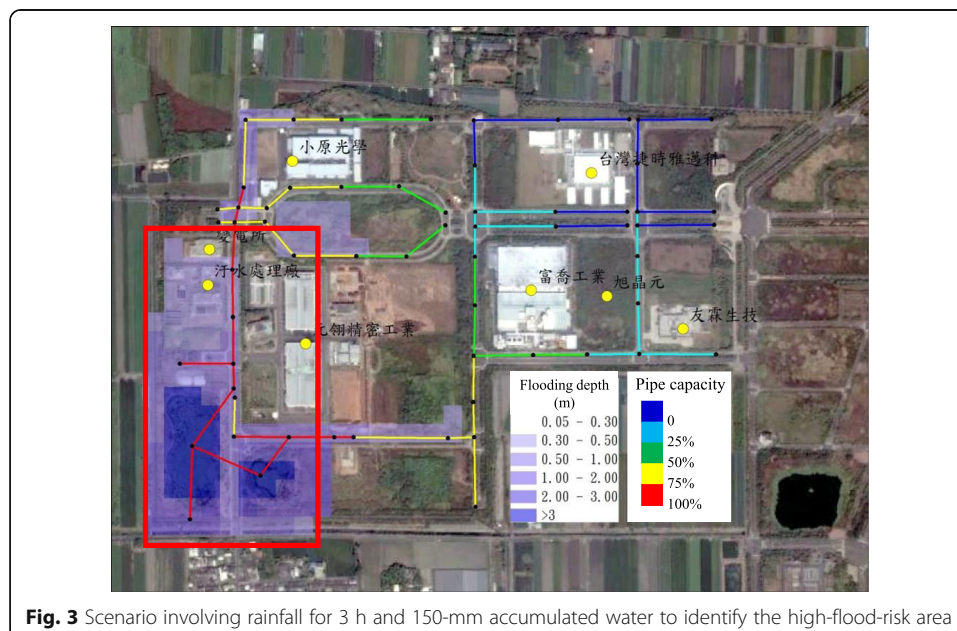 小原光學
台灣捷時雅邁科
變電所
汙水處理廠
富喬工業
旭晶元
友霖生技
元翎精密工業
Flooding depth
(m)
0.05 - 0.30
0.30 - 0.50
0.50 - 1.00
1.00 - 2.00
2.00 - 3.00
>3
Pipe capacity
0
25%
50%
75%
100%
Fig. 3 Scenario involving rainfall for 3 h and 150-mm accumulated water to identify the high-flood-risk area